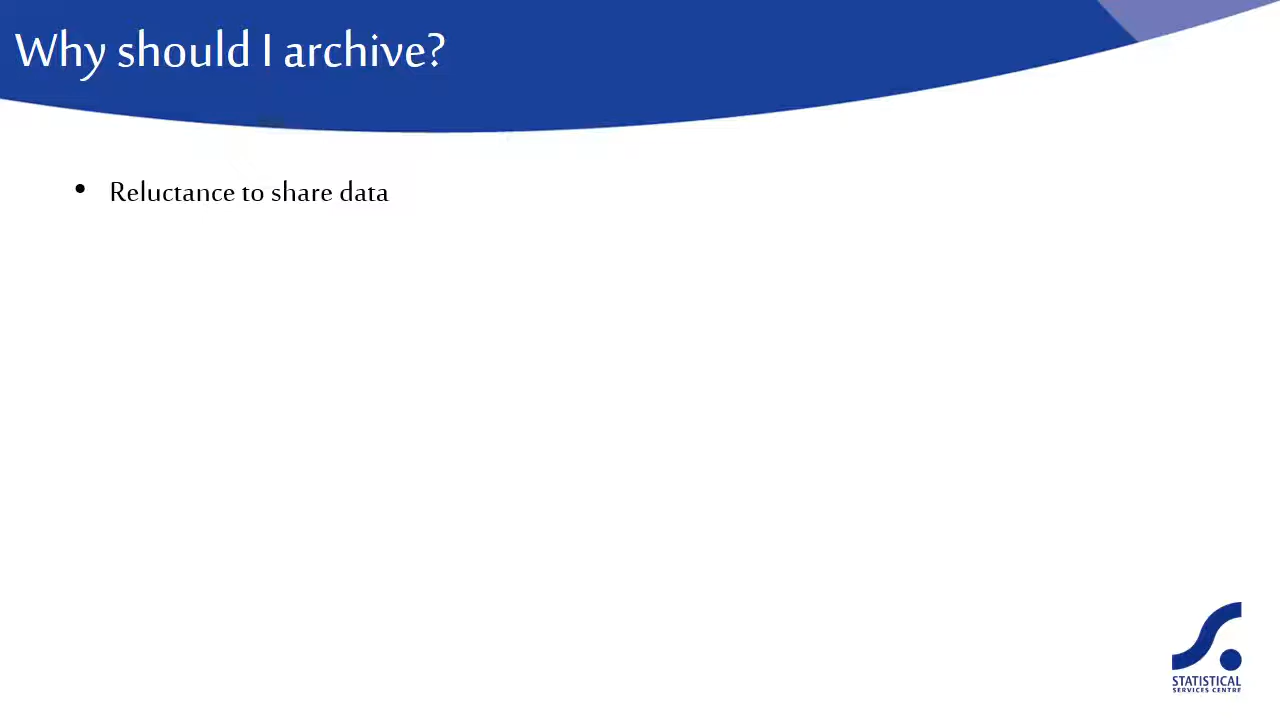 Why should I archive?
• Reluctance to share data
STATISTICAL
SERVICES CENTRE